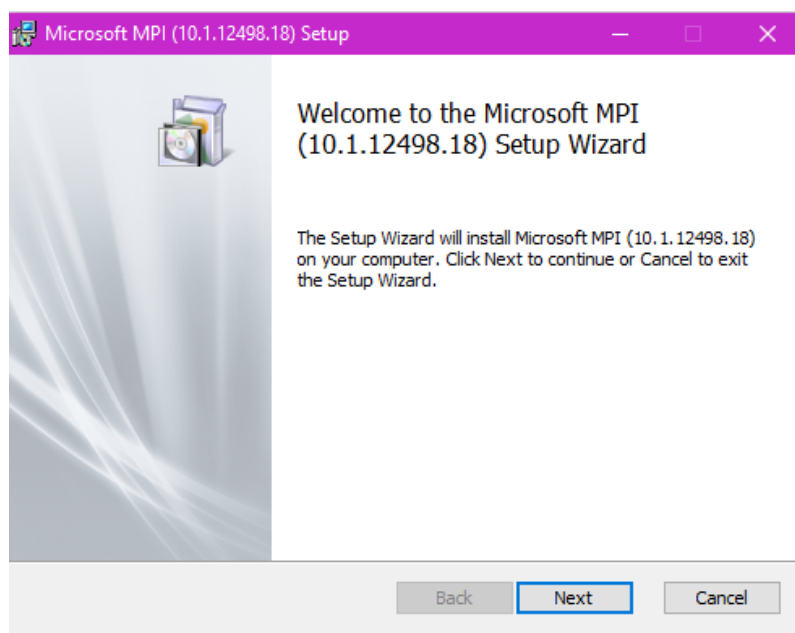 Microsoft MPI (10.1.12498.18) Setup
Welcome to the Microsoft MPI
(10.1.12498.18) Setup Wizard
The Setup Wizard will install Microsoft MPI (10.1.12498.18)
on your computer. Click Next to continue or Cancel to exit
the Setup Wizard.
Back Next Cancel